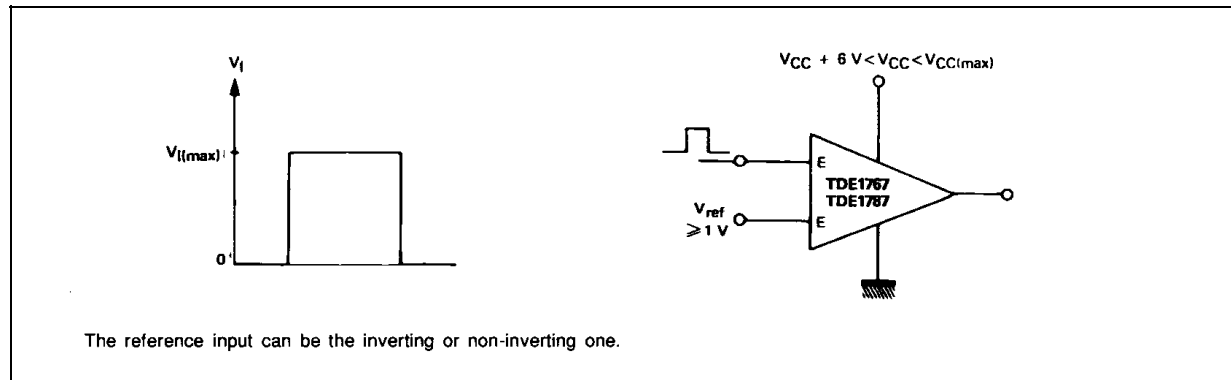 V_I
V_I(max)
0
V_CC + 6 V < V_CC < V_CC(max)
E
TDE1767
TDE1787
V_ref
⩾ 1 V
E
The reference input can be the inverting or non-inverting one.